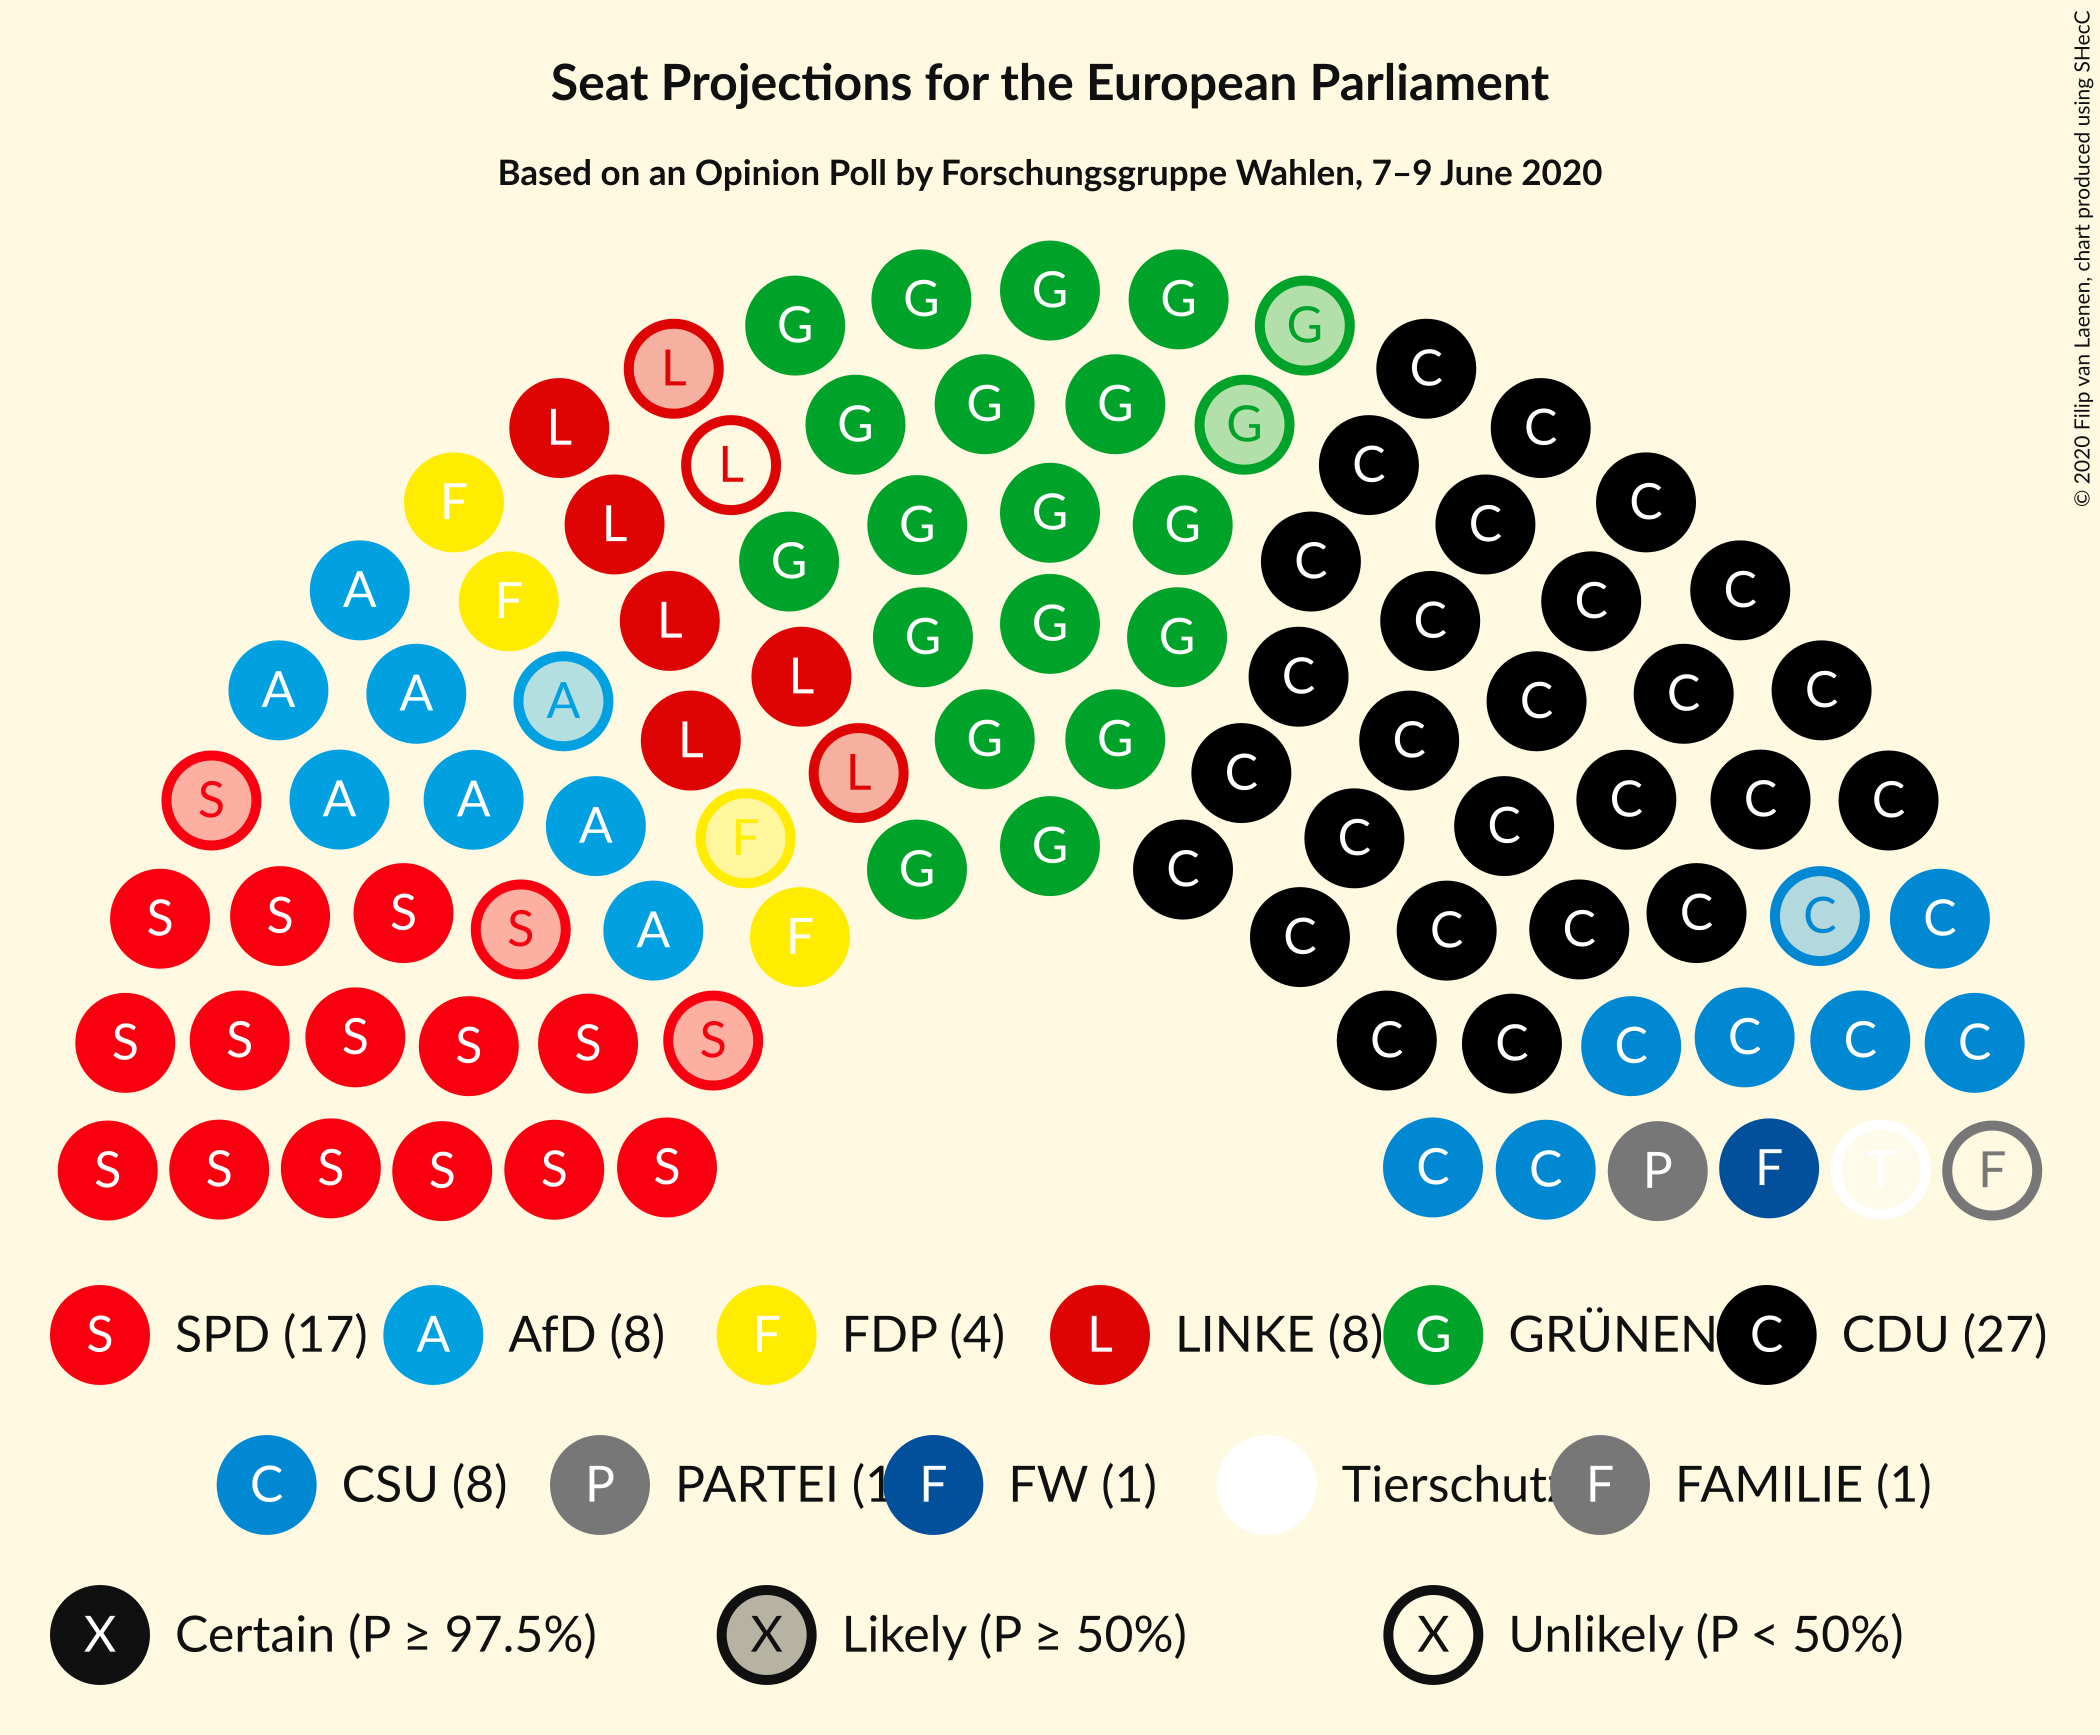 Seat Projections for the European Parliament
Based on an Opinion Poll by Forschungsgruppe Wahlen, 7–9 June 2020
© 2020 Filip van Laenen, chart produced using SHecC
G G G G G
L G G G G C
L L G G G G C C
F L G G G G C C C
A F L G G G C C C C
A A A L L G G C C C C C
S A A A L F L G G C C C C C C
S S S S A F G G C C C C C C C C
S S S S S S C C C C C C
S S S S S S C C P F T F
S SPD (17) A AfD (8) F FDP (4) L LINKE (8) G GRÜNEN C CDU (27)
C CSU (8) P PARTEI (1 F FW (1) Tierschutz F FAMILIE (1)
X Certain (P ≥ 97.5%) X Likely (P ≥ 50%) X Unlikely (P < 50%)